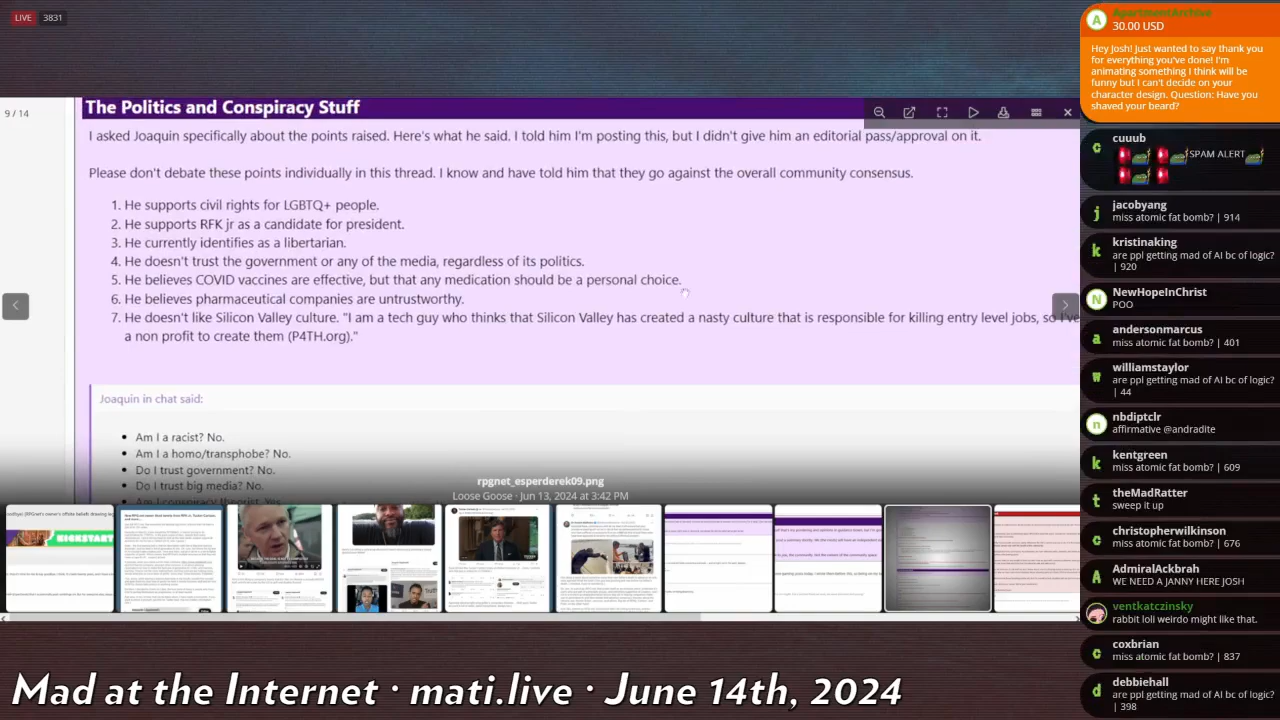 LIVE 3831
9 / 14
The Politics and Conspiracy Stuff
I asked Joaquin specifically about the points raised. Here's what he said. I told him I'm posting this, but I didn't give him an editorial pass/approval on it.
Please don't debate these points individually in this thread. I know and have told him that they go against the overall community consensus.
1. He supports civil rights for LGBTQ+ people.
2. He supports RFK jr as a candidate for president.
3. He currently identifies as a libertarian.
4. He doesn't trust the government or any of the media, regardless of its politics.
5. He believes COVID vaccines are effective, but that any medication should be a personal choice.
6. He believes pharmaceutical companies are untrustworthy.
7. He doesn't like Silicon Valley culture. "I am a tech guy who thinks that Silicon Valley has created a nasty culture that is responsible for killing entry level jobs, so I've
a non profit to create them (P4TH.org)."
Joaquin in chat said:
• Am I a racist? No.
• Am I a homo/transphobe? No.
• Do I trust government? No.
• Do I trust big media? No.
• Am I conspiracy theorist. Yes
rpgnet_esperderek09.png
Loose Goose · Jun 13, 2024 at 3:42 PM
Mad at the Internet · mati.live · June 14th, 2024
A
ApartmentArchive
30.00 USD
Hey Josh! Just wanted to say thank you
for everything you've done! I'm
animating something I think will be
funny but I can't decide on your
character design. Question: Have you
shaved your beard?
cuuub
SPAM ALERT
jacobyang
miss atomic fat bomb? | 914
kristinaking
are ppl getting mad of AI bc of logic?
| 920
NewHopeInChrist
POO
andersonmarcus
miss atomic fat bomb? | 401
williamstaylor
are ppl getting mad of AI bc of logic?
| 44
nbdiptclr
affirmative @andradite
kentgreen
miss atomic fat bomb? | 609
theMadRatter
sweep it up
christopherwilkinson
miss atomic fat bomb? | 676
AdmiralAckbrah
WE NEED A JANNY HERE JOSH
ventkatczinsky
rabbit loli weirdo might like that.
coxbrian
miss atomic fat bomb? | 837
debbiehall
are ppl getting mad of AI bc of logic?
| 398